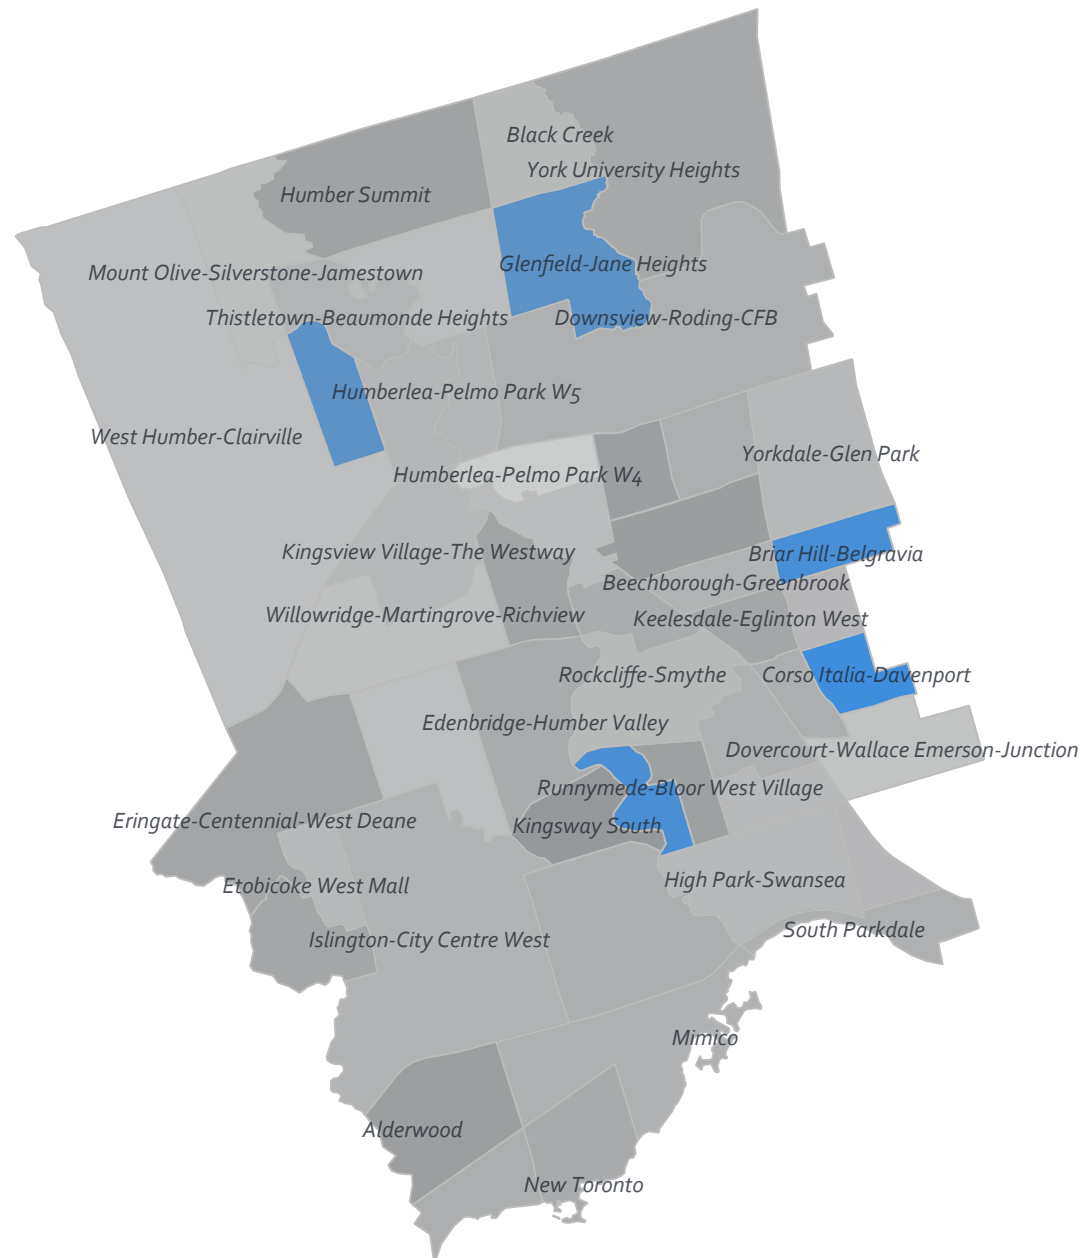 Black Creek
York University Heights
Humber Summit
Glenfield-Jane Heights
Mount Olive-Silverstone-Jamestown
Thistletown-Beaumonde Heights
Downsview-Roding-CFB
Humberlea-Pelmo Park W5
West Humber-Clairville
Yorkdale-Glen Park
Humberlea-Pelmo Park W4
Kingsview Village-The Westway
Briar Hill-Belgravia
Beechborough-Greenbrook
Willowridge-Martingrove-Richview
Keelesdale-Eglinton West
Rockcliffe-Smythe
Corso Italia-Davenport
Edenbridge-Humber Valley
Dovercourt-Wallace Emerson-Junction
Runnymede-Bloor West Village
Eringate-Centennial-West Deane
Kingsway South
Etobicoke West Mall
High Park-Swansea
South Parkdale
Islington-City Centre West
Mimico
Alderwood
New Toronto